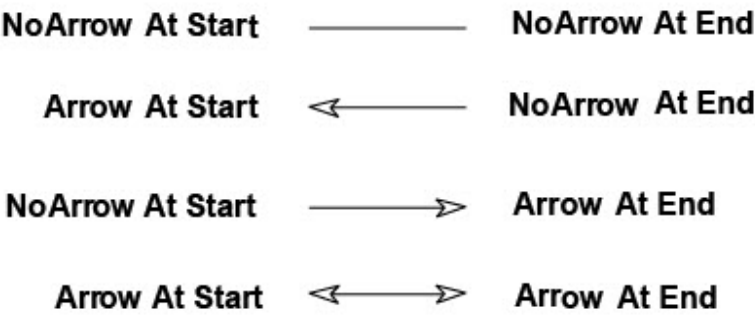 NoArrow At Start NoArrow At End
Arrow At Start NoArrow At End
NoArrow At Start Arrow At End
Arrow At Start Arrow At End